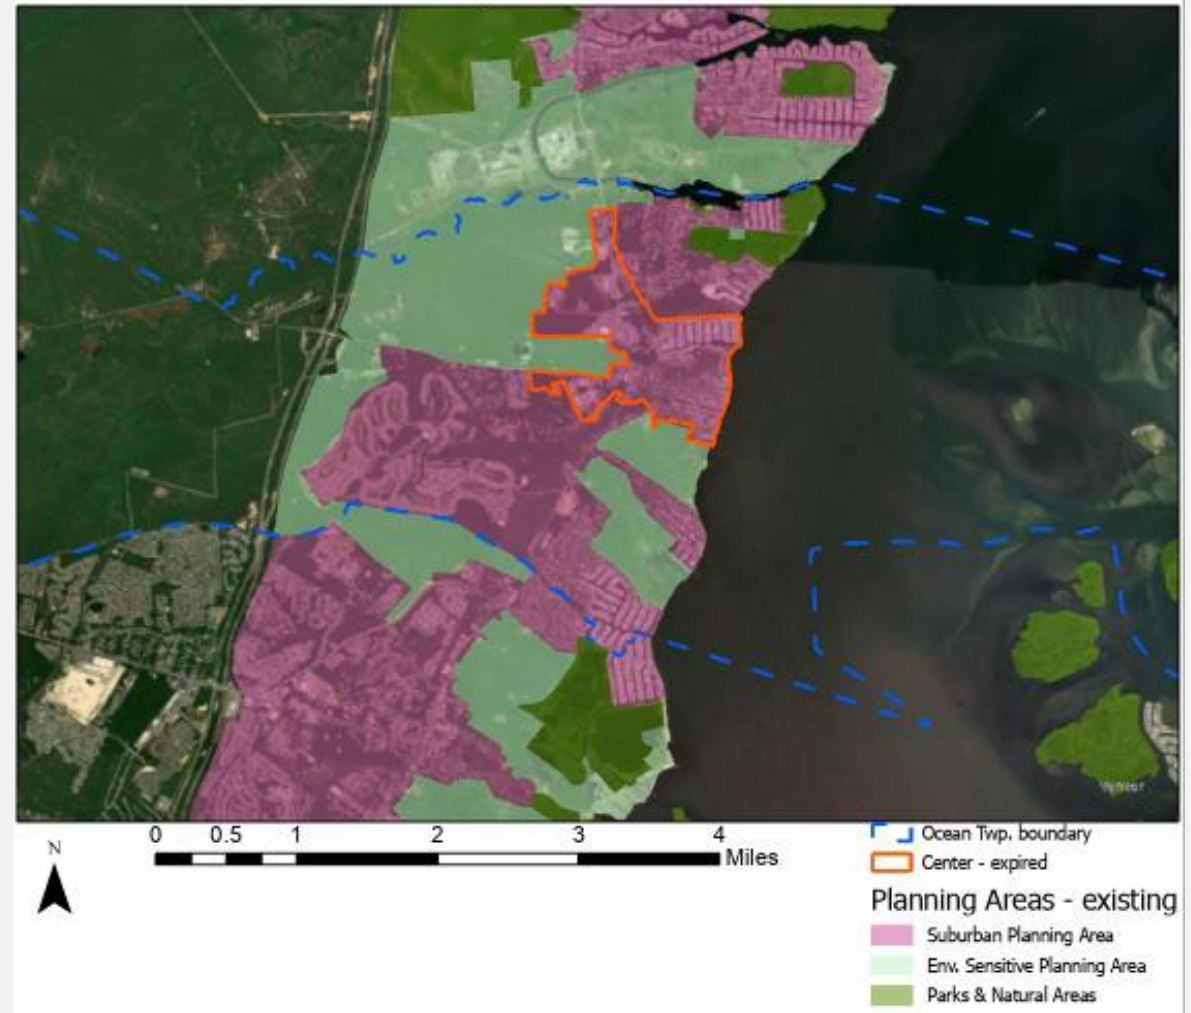 0 0.5 1 2 3 4
Miles
N
Ocean Twp. boundary
Center - expired
Planning Areas - existing
Suburban Planning Area
Env. Sensitive Planning Area
Parks & Natural Areas